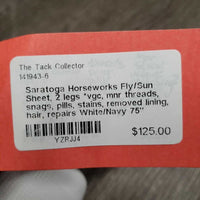 The Tack Collector
141943-6
Saratoga Horseworks Fly/Sun
Sheet, 2 legs *vgc, mnr threads,
snags, pills, stains, removed lining,
hair, repairs White/Navy 75"
$125.00
YZRJJ4